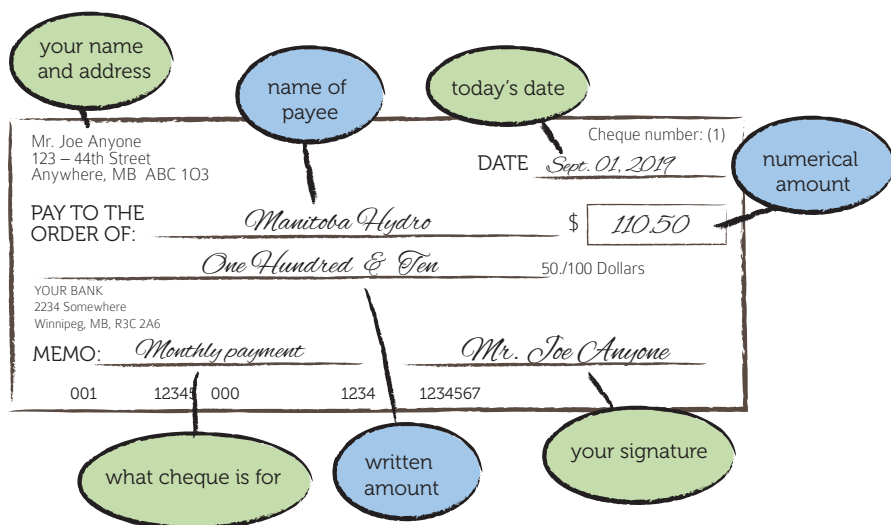 your name
and address
name of
payee
today's date
Cheque number: (1)
Mr. Joe Anyone
123 – 44th Street
Anywhere, MB ABC 1O3
DATE Sept. 01, 2019
numerical
amount
PAY TO THE
ORDER OF: Manitoba Hydro $ 110.50
One Hundred & Ten 50./100 Dollars
YOUR BANK
2234 Somewhere
Winnipeg, MB, R3C 2A6
MEMO: Monthly payment Mr. Joe Anyone
001 12345 000 1234 1234567
what cheque is for
written
amount
your signature